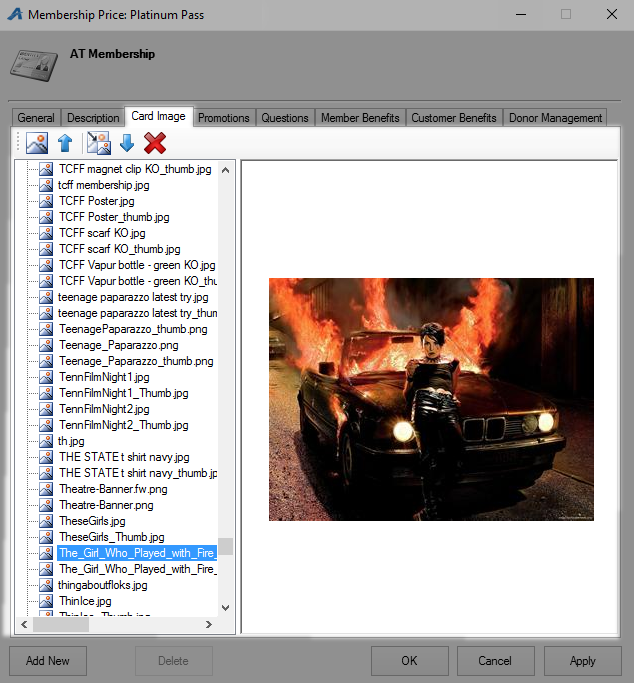 Membership Price: Platinum Pass
AT Membership
General Description Card Image Promotions Questions Member Benefits Customer Benefits Donor Management
TCFF magnet clip KO_thumb.jpg
tcff membership.jpg
TCFF Poster.jpg
TCFF Poster_thumb.jpg
TCFF scarf KO.jpg
TCFF scarf KO_thumb.jpg
TCFF Vapur bottle - green KO.jpg
TCFF Vapur bottle - green KO_thu
teenage paparazzo latest try.jpg
teenage paparazzo latest try_thum
TeenagePaparazzo_thumb.png
Teenage_Paparazzo.png
Teenage_Paparazzo_thumb.png
TennFilmNight1.jpg
TennFilmNight1_Thumb.jpg
TennFilmNight2.jpg
TennFilmNight2_Thumb.jpg
th.jpg
THE STATE t shirt navy.jpg
THE STATE t shirt navy_thumb.jp
Theatre-Banner.fw.png
Theatre-Banner.png
TheseGirls.jpg
TheseGirls_Thumb.jpg
The_Girl_Who_Played_with_Fire_
The_Girl_Who_Played_with_Fire_
thingaboutfloks.jpg
ThinIce.jpg
ThinIce_Thumb.jpg
Add New Delete OK Cancel Apply